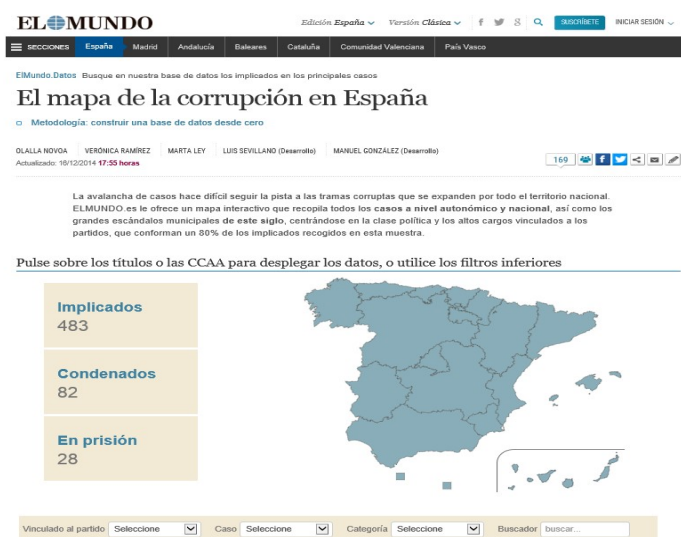 EL MUNDO
Edición España Versión Clásica SUSCRÍBETE INICIAR SESIÓN
SECCIONES España Madrid Andalucía Baleares Cataluña Comunidad Valenciana País Vasco
ElMundo.Datos Busque en nuestra base de datos los implicados en los principales casos
El mapa de la corrupción en España
Metodología: construir una base de datos desde cero
OLALLA NOVOA VERÓNICA RAMÍREZ MARTA LEY LUIS SEVILLANO (Desarrollo) MANUEL GONZÁLEZ (Desarrollo)
Actualizado: 16/12/2014 17:55 horas
169
La avalancha de casos hace difícil seguir la pista a las tramas corruptas que se expanden por todo el territorio nacional.
ELMUNDO.es le ofrece un mapa interactivo que recopila todos los casos a nivel autonómico y nacional, así como los
grandes escándalos municipales de este siglo, centrándose en la clase política y los altos cargos vinculados a los
partidos, que conforman un 80% de los implicados recogidos en esta muestra.
Pulse sobre los títulos o las CCAA para desplegar los datos, o utilice los filtros inferiores
Implicados
483
Condenados
82
En prisión
28
Vinculado al partido Seleccione Caso Seleccione Categoría Seleccione Buscador buscar...